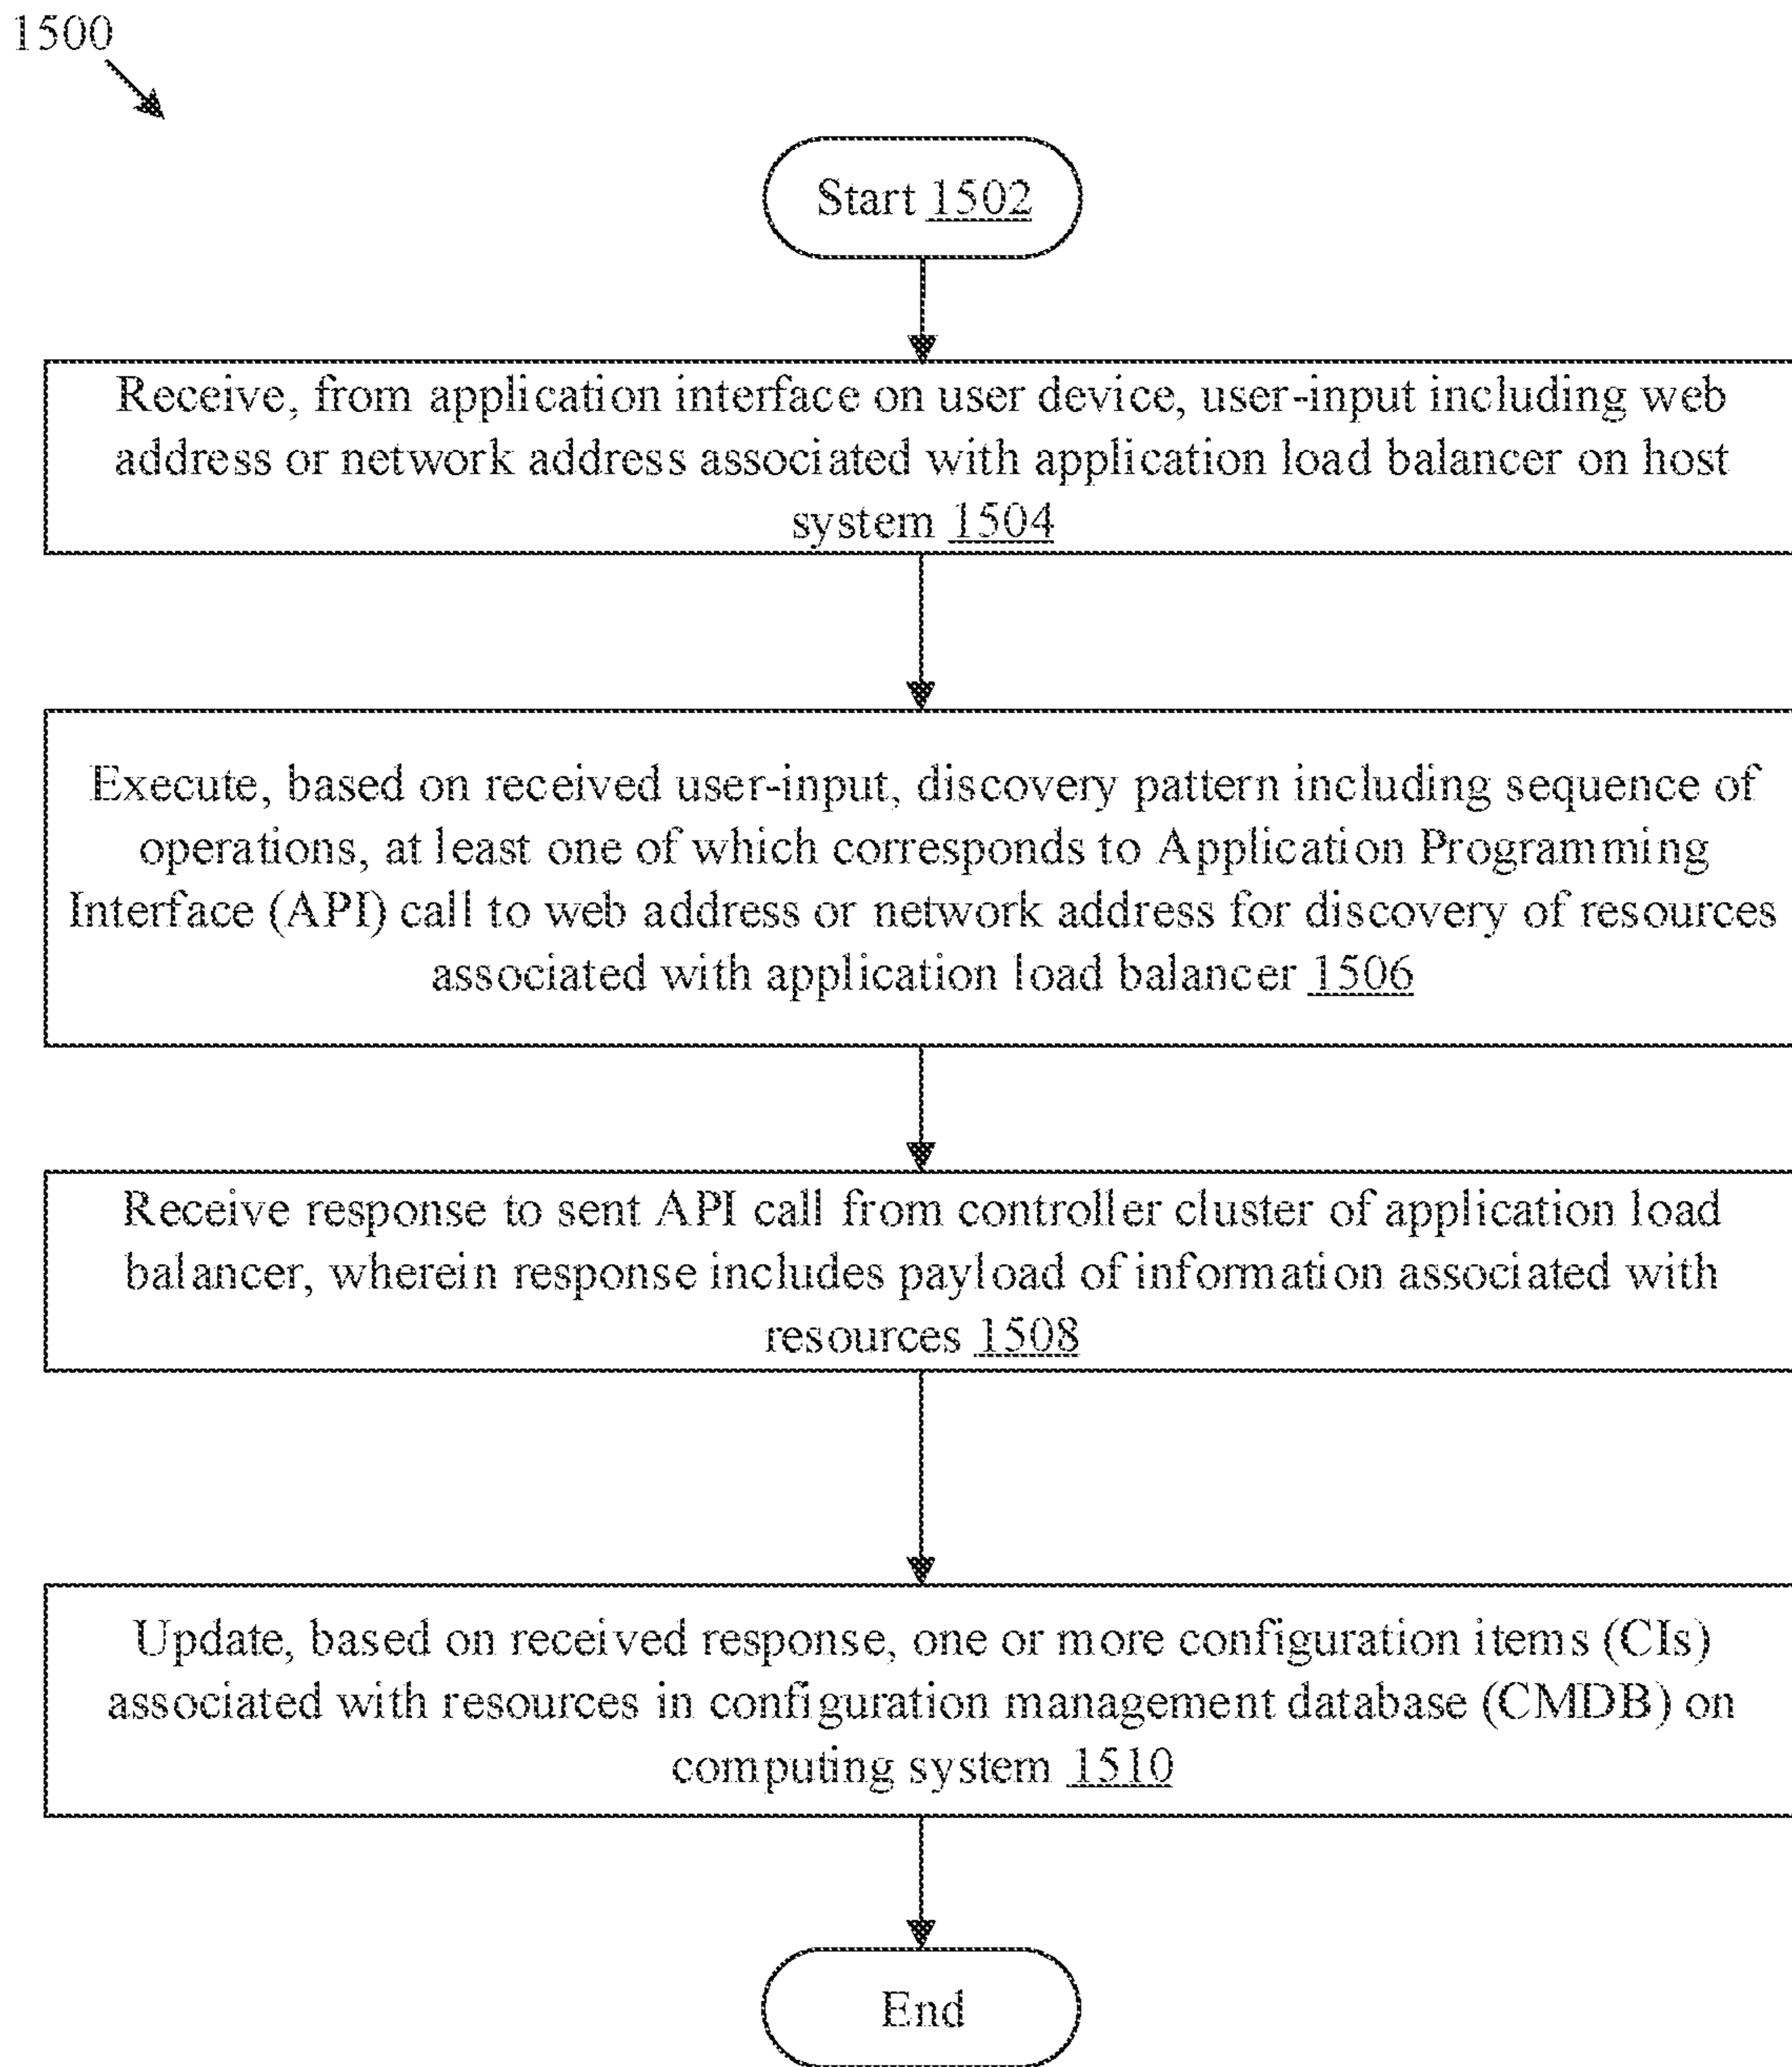 1500
Start 1502
Receive, from application interface on user device, user-input including web
address or network address associated with application load balancer on host
system 1504
Execute, based on received user-input, discovery pattern including sequence of
operations, at least one of which corresponds to Application Programming
Interface (API) call to web address or network address for discovery of resources
associated with application load balancer 1506
Receive response to sent API call from controller cluster of application load
balancer, wherein response includes payload of information associated with
resources 1508
Update, based on received response, one or more configuration items (CIs)
associated with resources in configuration management database (CMDB) on
computing system 1510
End